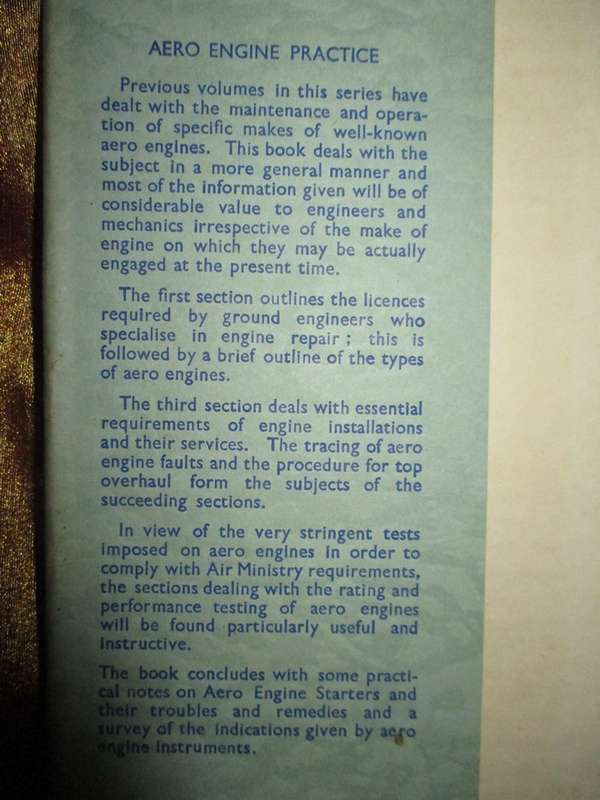 AERO ENGINE PRACTICE
Previous volumes in this series have
dealt with the maintenance and opera-
tion of specific makes of well-known
aero engines. This book deals with the
subject in a more general manner and
most of the information given will be of
considerable value to engineers and
mechanics irrespective of the make of
engine on which they may be actually
engaged at the present time.
The first section outlines the licences
required by ground engineers who
specialise in engine repair ; this is
followed by a brief outline of the types
of aero engines.
The third section deals with essential
requirements of engine installations
and their services. The tracing of aero
engine faults and the procedure for top
overhaul form the subjects of the
succeeding sections.
In view of the very stringent tests
imposed on aero engines in order to
comply with Air Ministry requirements,
the sections dealing with the rating and
performance testing of aero engines
will be found particularly useful and
instructive.
The book concludes with some practi-
cal notes on Aero Engine Starters and
their troubles and remedies and a
survey of the indications given by aero
engine instruments.